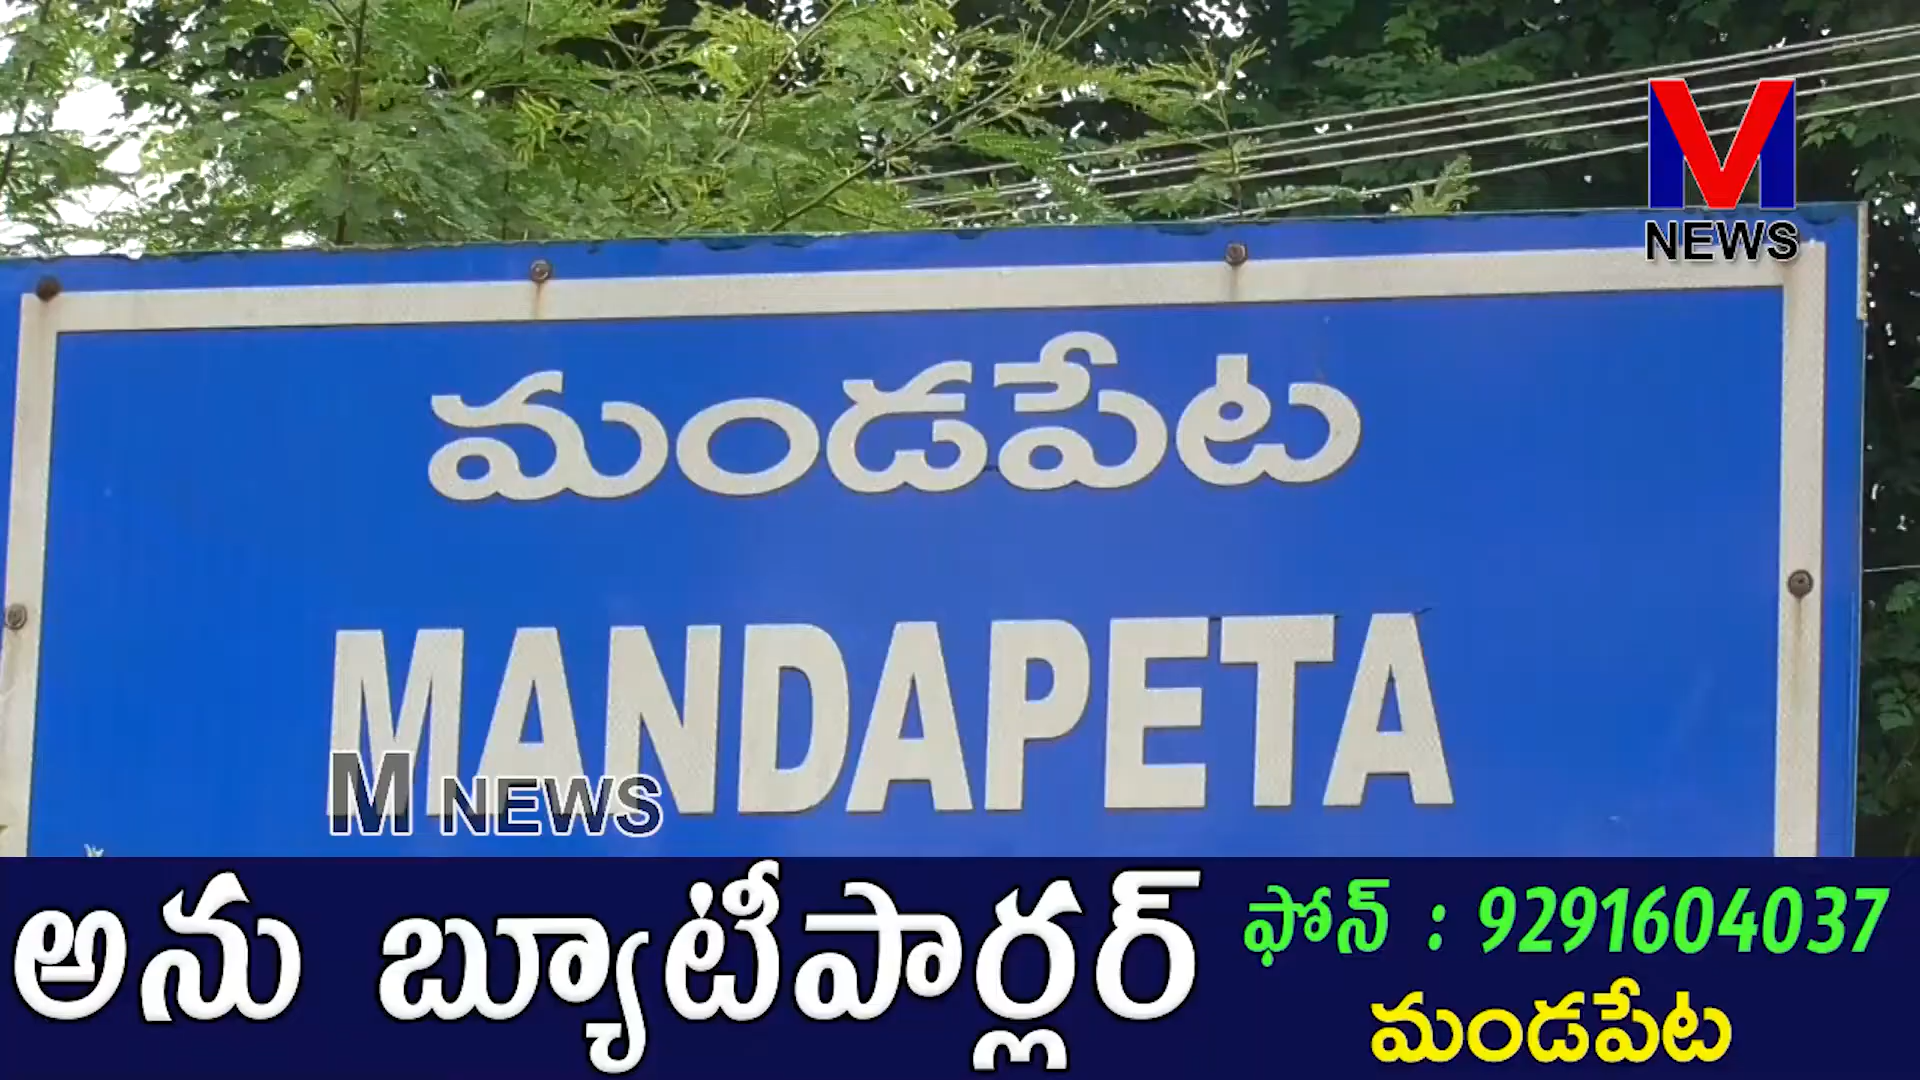 M
NEWS
మండపేట
MANDAPETA
M NEWS
అను బ్యూటీపార్లర్
ఫోన్ : 9291604037
మండపేట